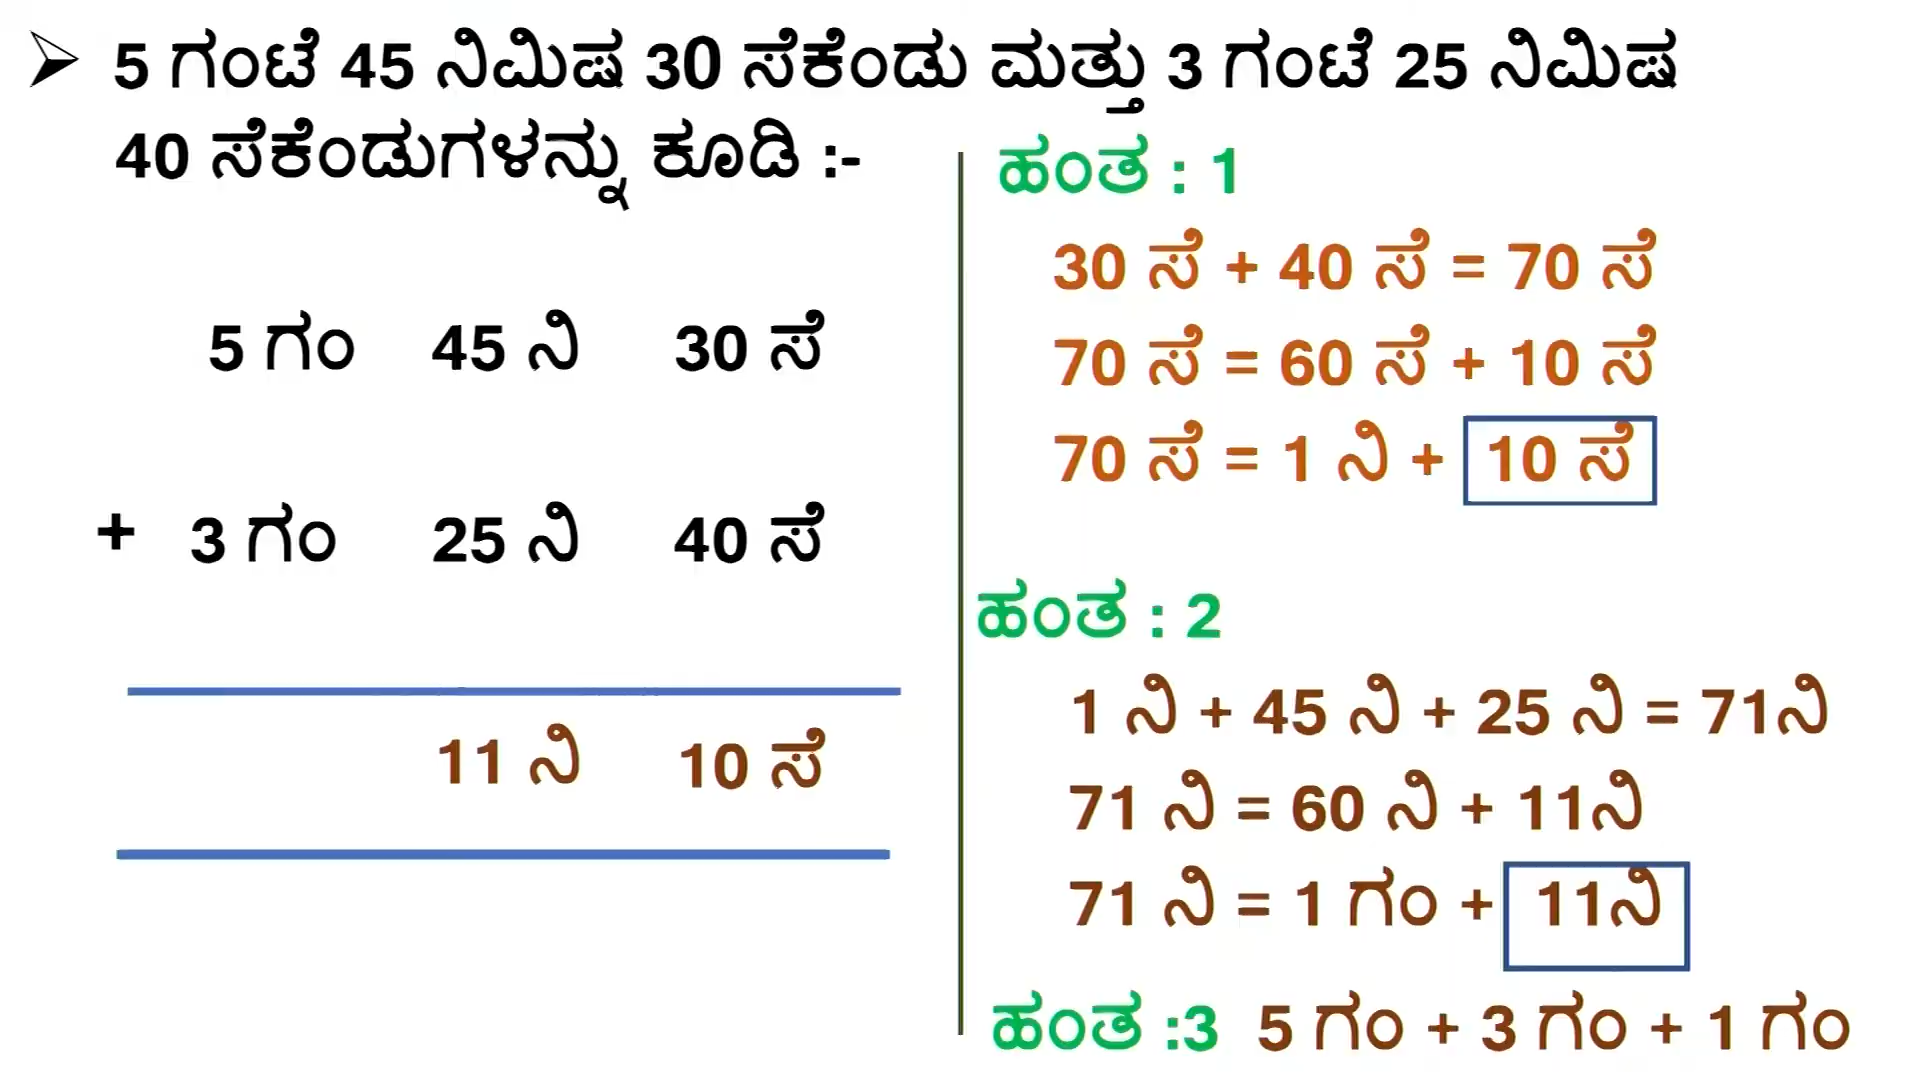 ➢ 5 ಗಂಟೆ 45 ನಿಮಿಷ 30 ಸೆಕೆಂಡು ಮತ್ತು 3 ಗಂಟೆ 25 ನಿಮಿಷ
40 ಸೆಕೆಂಡುಗಳನ್ನು ಕೂಡಿ :-
5 ಗಂ 45 ನಿ 30 ಸೆ
+ 3 ಗಂ 25 ನಿ 40 ಸೆ
11 ನಿ 10 ಸೆ
ಹಂತ : 1
30 ಸೆ + 40 ಸೆ = 70 ಸೆ
70 ಸೆ = 60 ಸೆ + 10 ಸೆ
70 ಸೆ = 1 ನಿ + 10 ಸೆ
ಹಂತ : 2
1 ನಿ + 45 ನಿ + 25 ನಿ = 71ನಿ
71 ನಿ = 60 ನಿ + 11ನಿ
71 ನಿ = 1 ಗಂ + 11ನಿ
ಹಂತ :3 5 ಗಂ + 3 ಗಂ + 1 ಗಂ